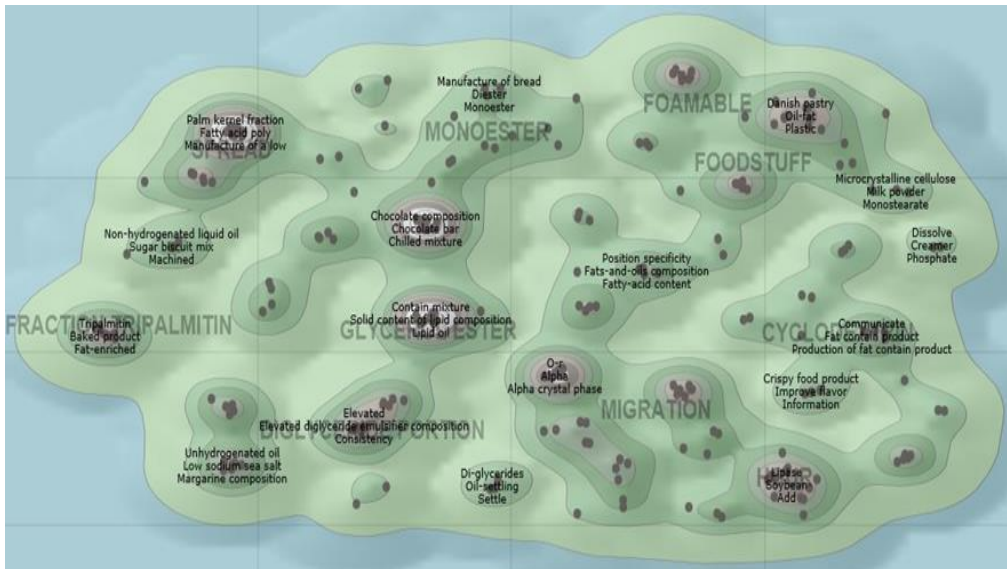 Manufacture of bread
Diester
Monoester
FOAMABLE
MONOESTER
Danish pastry
Oil-fat
Plastic
Palm kernel fraction
Fatty acid poly
Manufacture of a low
SPREAD
FOODSTUFF
Microcrystalline cellulose
Milk powder
Monostearate
Chocolate composition
Chocolate bar
Chilled mixture
Non-hydrogenated liquid oil
Sugar biscuit mix
Machined
Dissolve
Creamer
Phosphate
Position specificity
Fats-and-oils composition
Fatty-acid content
FRACTION TRIPALMITIN
Tripalmitin
Baked product
Fat-enriched
Contain mixture
Solid content of lipid composition
Lipid oil
Communicate
Fat contain product
Production of fat contain product
O-r
Alpha
Alpha crystal phase
Crispy food product
Improve flavor
Information
MIGRATION
Elevated
Elevated diglyceride emulsifier composition
Consistency
Unhydrogenated oil
Low sodium sea salt
Margarine composition
Di-glycerides
Oil-settling
Settle
Lipase
Soybean
Add